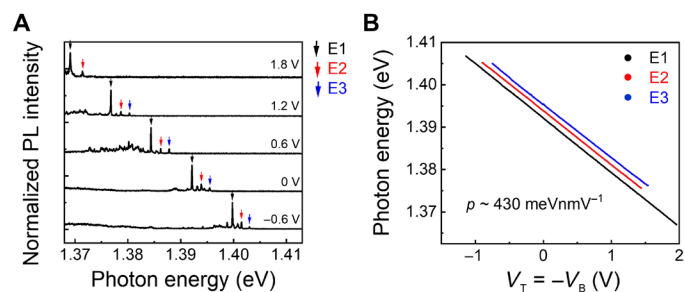 A
Normalized PL intensity
E1
E2
E3
1.8 V
1.2 V
0.6 V
0 V
−0.6 V
1.37 1.38 1.39 1.40 1.41
Photon energy (eV)
B
Photon energy (eV)
1.41
1.40
1.39
1.38
1.37
E1
E2
E3
p ~ 430 meVnmV⁻¹
−1 0 1 2
V_T = −V_B (V)